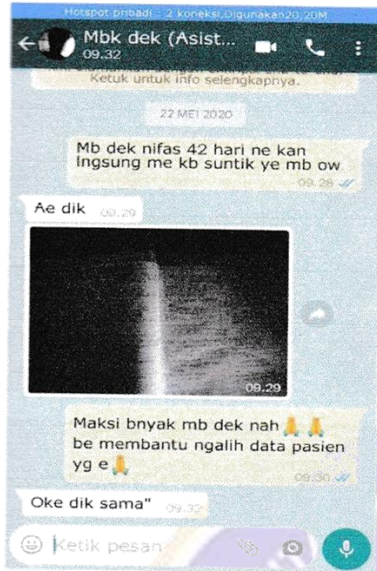 Hotspot pribadi : 2 koneksi,Digunakan20,20M
Mbk dek (Asist...
09.32
Ketuk untuk info selengkapnya.
22 MEI 2020
Mb dek nifas 42 hari ne kan
lngsung me kb suntik ye mb ow
09.28
Ae dik
09.29
09.29
Maksi bnyak mb dek nah
be membantu ngalih data pasien
yg e
09.30
Oke dik sama"
09.32
Ketik pesan